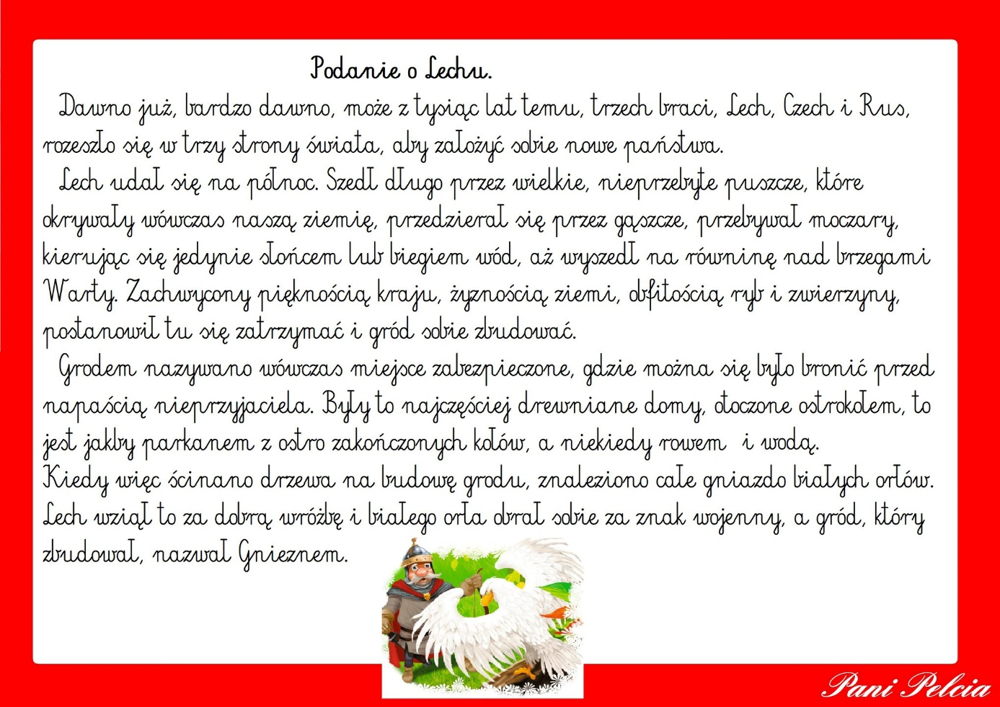 Podanie o Lechu.
Dawno już, bardzo dawno, może z tysiąc lat temu, trzech braci, Lech, Czech i Rus,
rozeszło się w trzy strony świata, aby założyć sobie nowe państwa.
Lech udał się na północ. Szedł długo przez wielkie, nieprzebyte puszcze, które
okrywały wówczas naszą ziemię, przedzierał się przez gąszcze, przebywał moczary,
kierując się jedynie słońcem lub biegiem wód, aż wyszedł na równinę nad brzegami
Warty. Zachwycony pięknością kraju, żyznością ziemi, obfitością ryb i zwierzyny,
postanowił tu się zatrzymać i gród sobie zbudować.
Grodem nazywano wówczas miejsce zabezpieczone, gdzie można się było bronić przed
napaścią nieprzyjaciela. Były to najczęściej drewniane domy, otoczone ostrokołem, to
jest jakby parkanem z ostro zakończonych kołów, a niekiedy rowem i wodą.
Kiedy więc ścinano drzewa na budowę grodu, znaleziono całe gniazdo białych orłów.
Lech wziął to za dobrą wróżbę i białego orła obrał sobie za znak wojenny, a gród, który
zbudował, nazwał Gnieznem.
Pani Pelcia